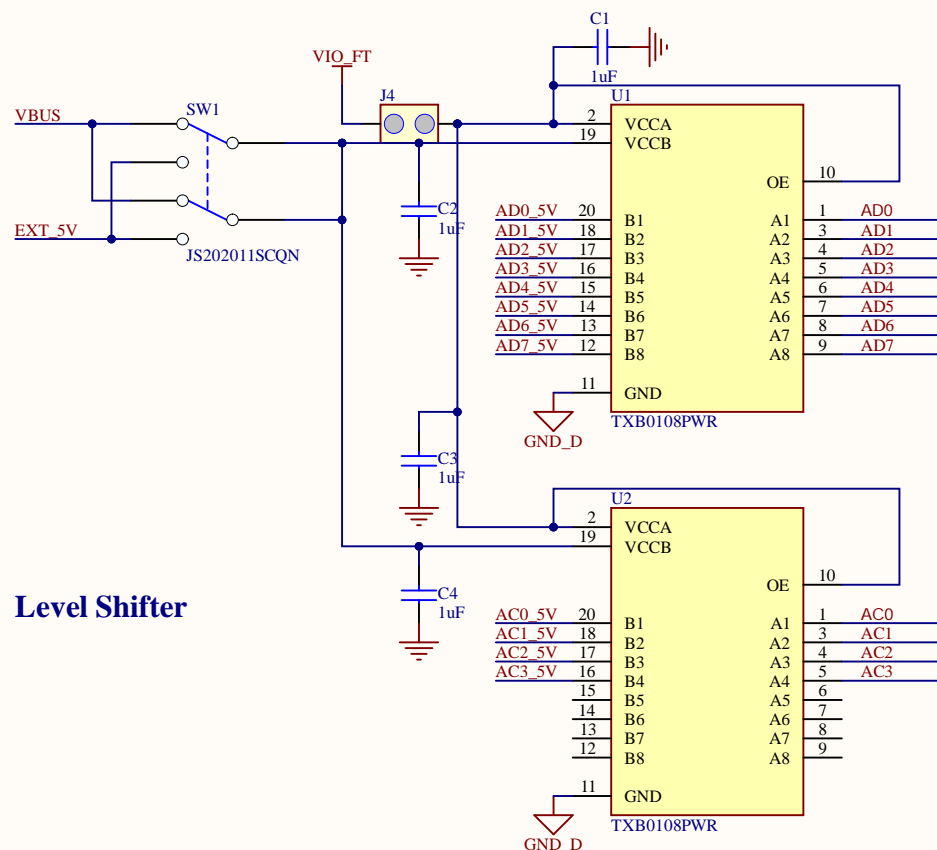 C1
1uF
VIO_FT
J4
VBUS
SW1
EXT_5V
JS202011SCQN
C2
1uF
U1
2 VCCA
19 VCCB
OE 10
AD0_5V 20 B1 A1 1 AD0
AD1_5V 18 B2 A2 3 AD1
AD2_5V 17 B3 A3 4 AD2
AD3_5V 16 B4 A4 5 AD3
AD4_5V 15 B5 A5 6 AD4
AD5_5V 14 B6 A6 7 AD5
AD6_5V 13 B7 A7 8 AD6
AD7_5V 12 B8 A8 9 AD7
11 GND
GND_D
TXB0108PWR
C3
1uF
C4
1uF
Level Shifter
U2
2 VCCA
19 VCCB
OE 10
AC0_5V 20 B1 A1 1 AC0
AC1_5V 18 B2 A2 3 AC1
AC2_5V 17 B3 A3 4 AC2
AC3_5V 16 B4 A4 5 AC3
15 B5 A5 6
14 B6 A6 7
13 B7 A7 8
12 B8 A8 9
11 GND
GND_D
TXB0108PWR